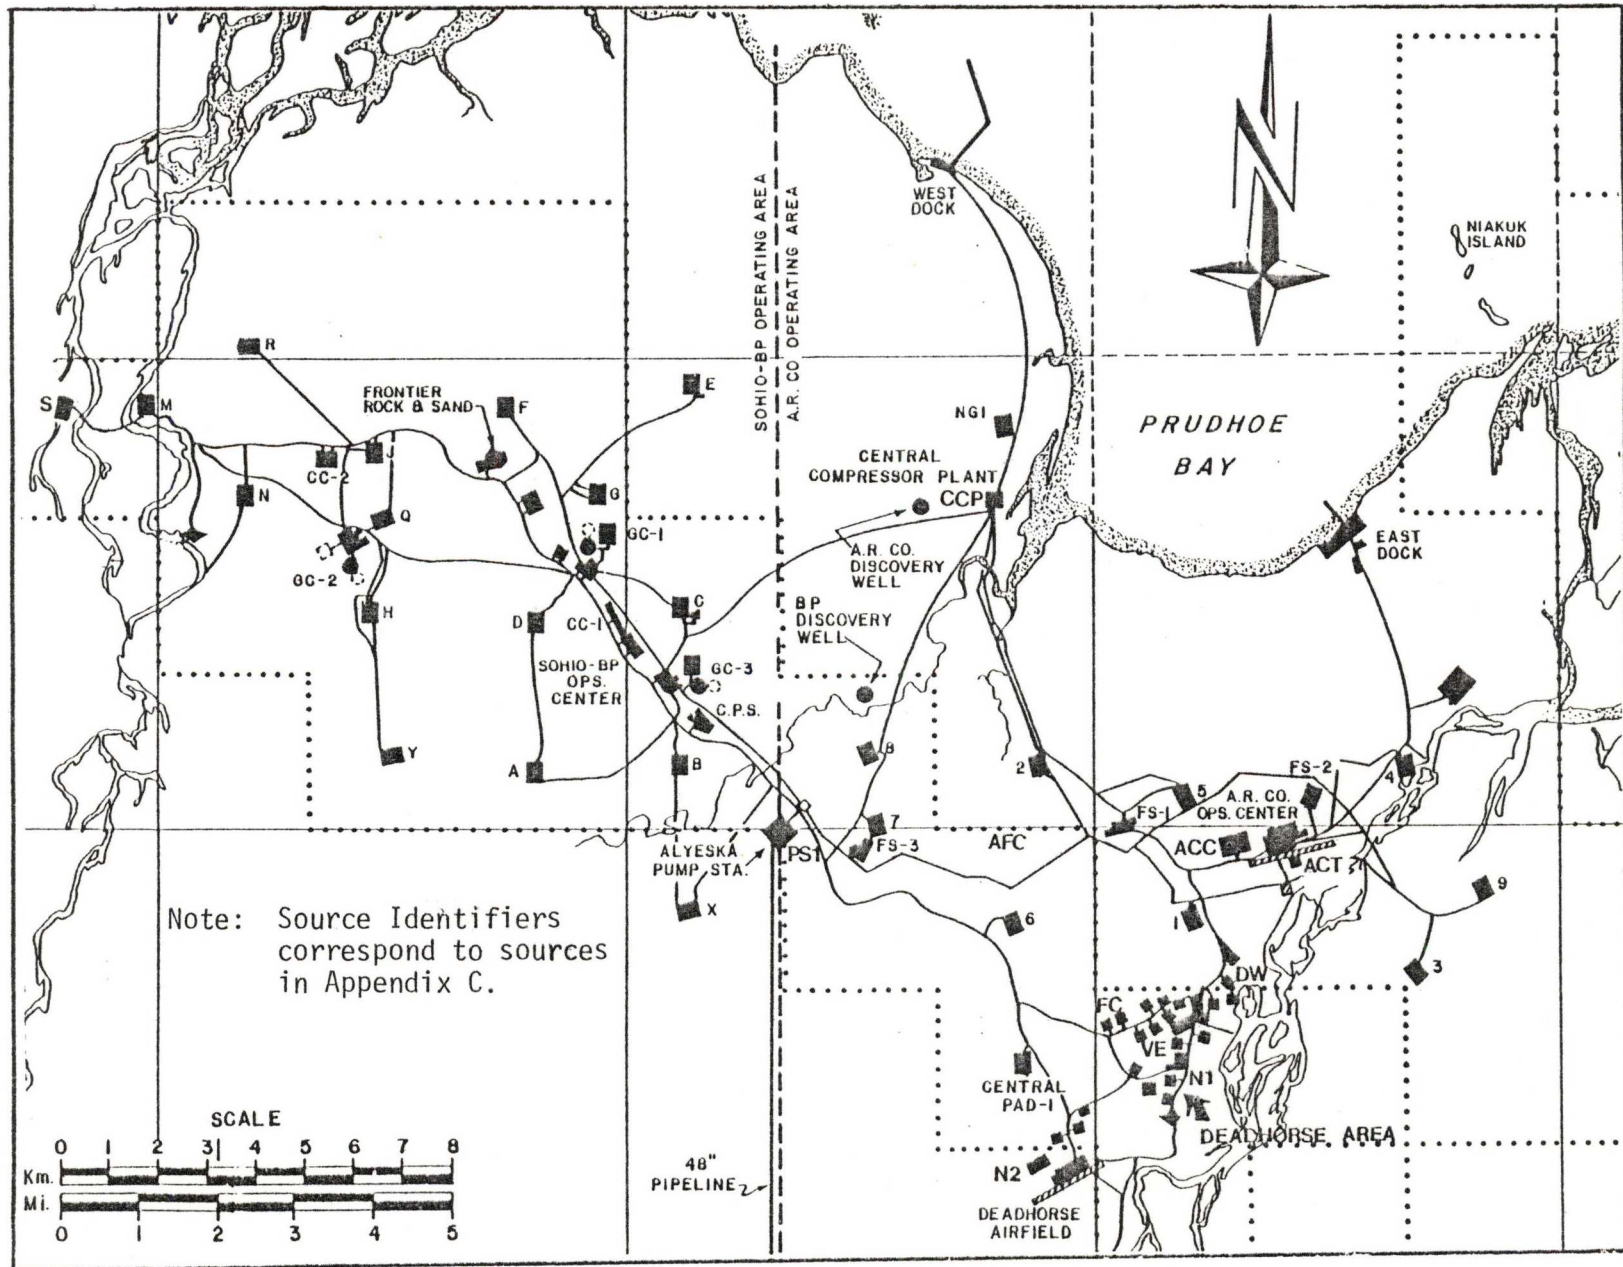 WEST
DOCK
SOHIO-BP OPERATING AREA
A.R. CO OPERATING AREA
N
NIAKUK
ISLAND
R
E
S
M
FRONTIER
ROCK & SAND
F
NG1
PRUDHOE
BAY
CC-2
J
N
G
CENTRAL
COMPRESSOR PLANT
CCP
Q
GC-1
A.R. CO.
DISCOVERY
WELL
EAST
DOCK
GC-2
H
D
CC-1
C
BP
DISCOVERY
WELL
SOHIO-BP
OPS.
CENTER
GC-3
C.P.S.
Y
A
B
8
2
5
FS-2
4
A.R. CO.
OPS. CENTER
FS-1
7
FS-3
AFC
ACC
ACT
ALYESKA
PUMP STA.
PS1
X
6
1
9
3
Note: Source Identifiers
correspond to sources
in Appendix C.
DW
FC
VE
N1
CENTRAL
PAD-1
DEADHORSE AREA
N2
DEADHORSE
AIRFIELD
48"
PIPELINE
SCALE
0 1 2 3 4 5 6 7 8
Km.
Mi.
0 1 2 3 4 5